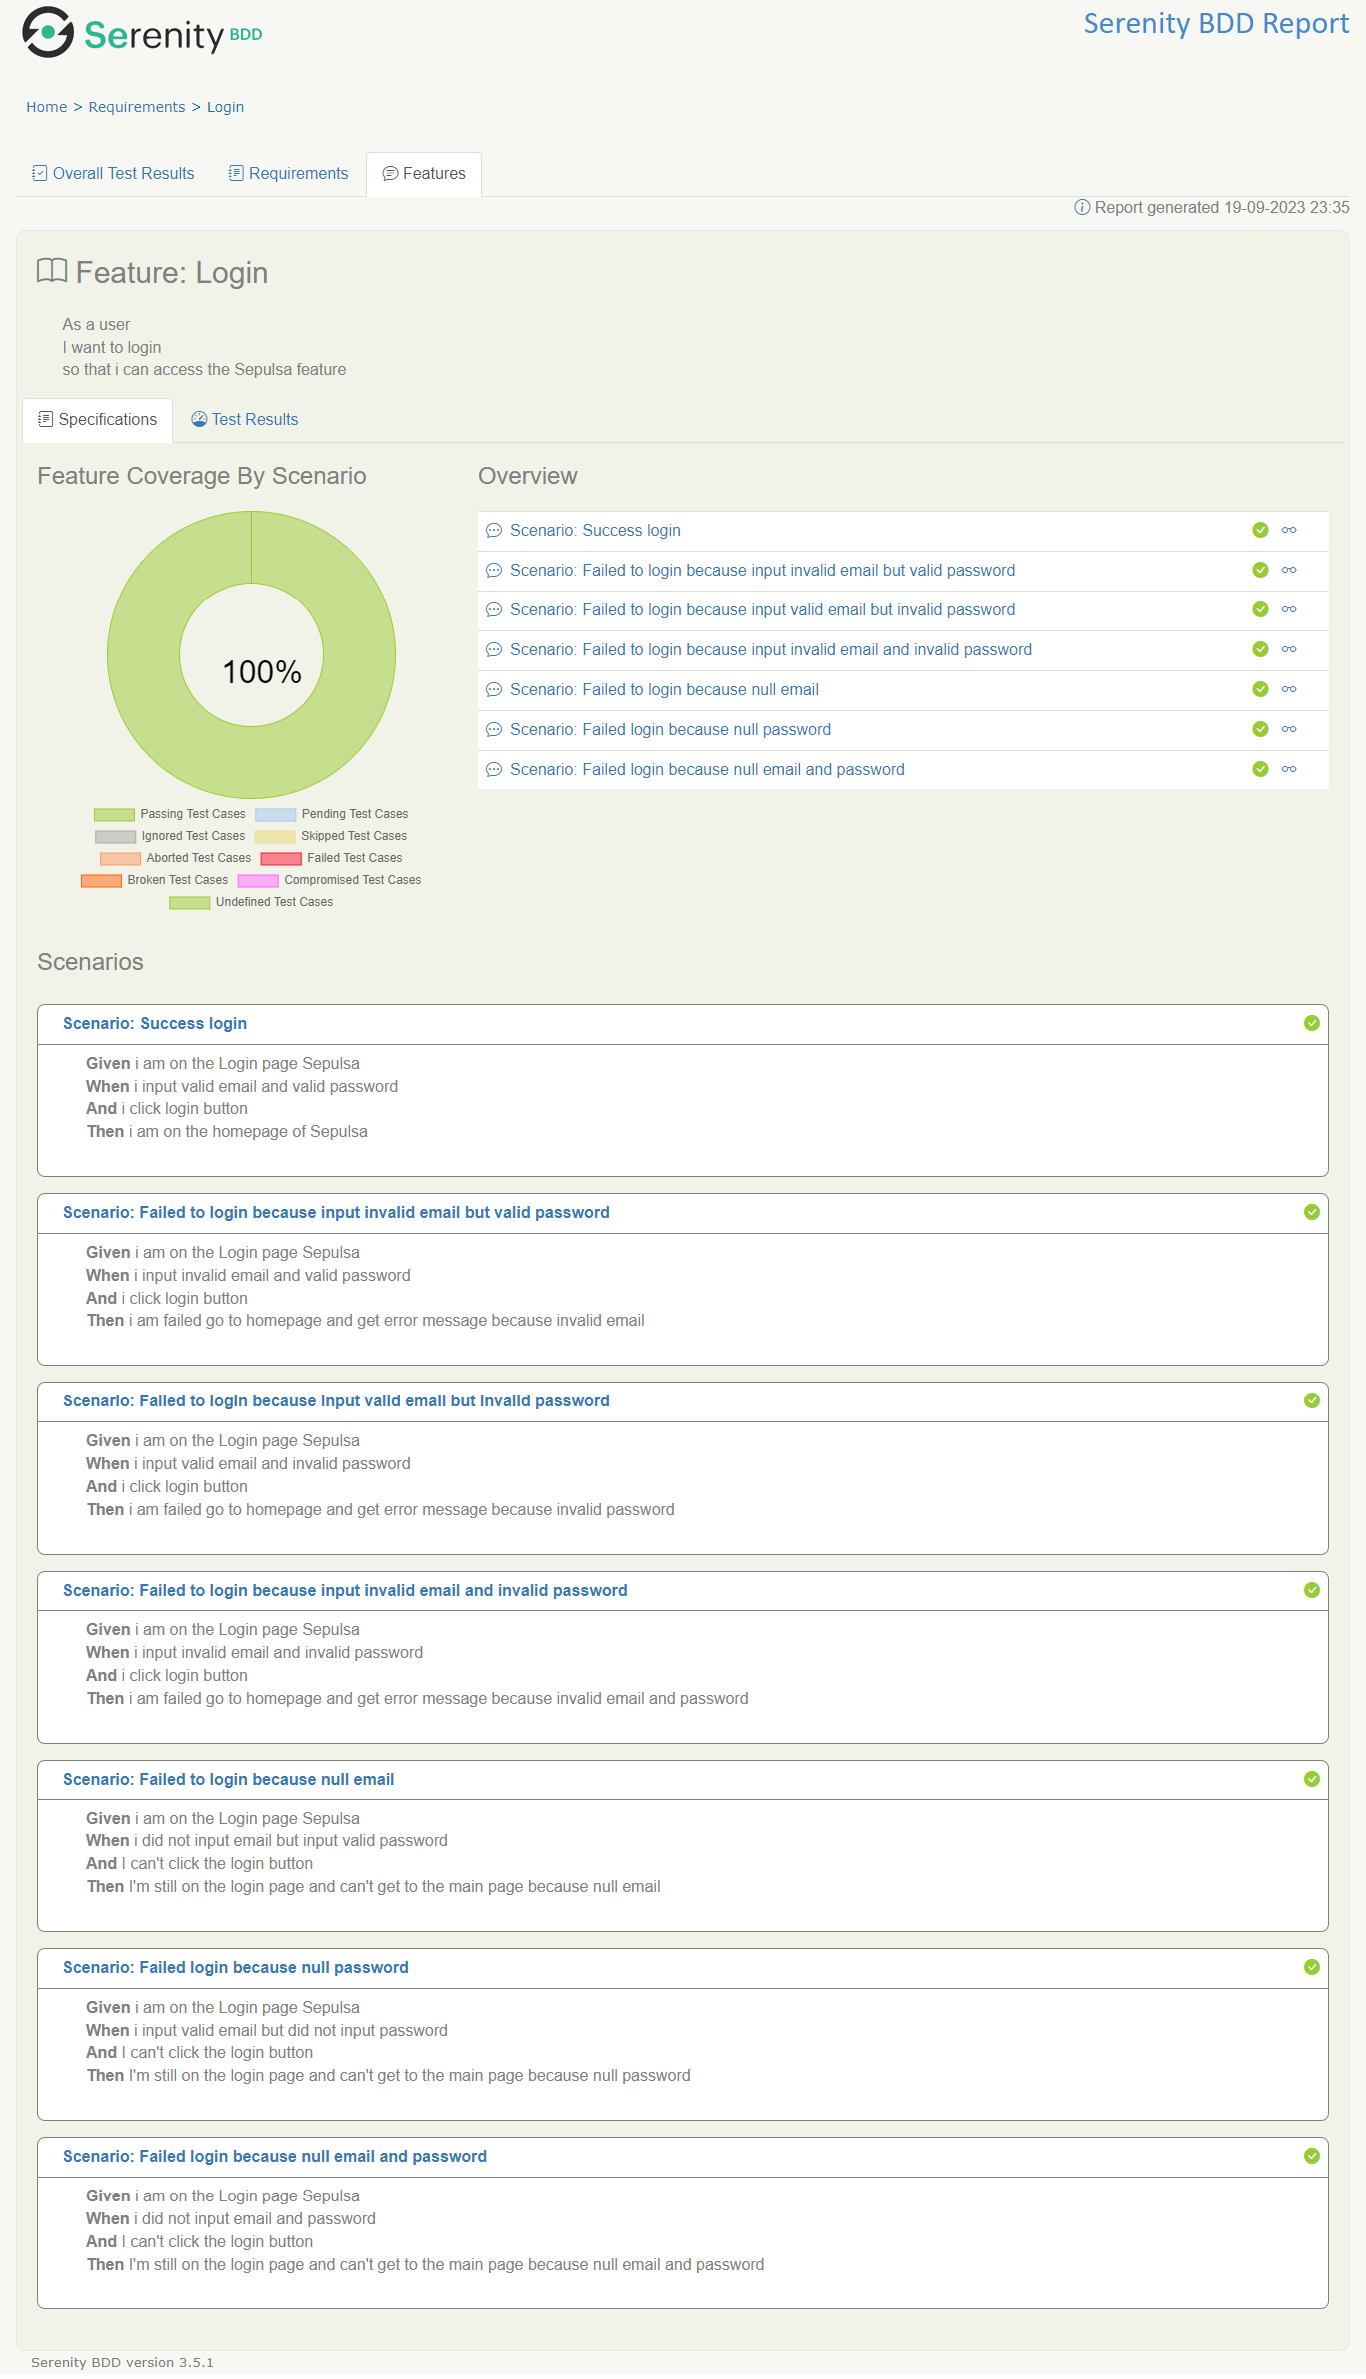 Serenity BDD
Serenity BDD Report
Home > Requirements > Login
Overall Test Results
Requirements
Features
Report generated 19-09-2023 23:35
Feature: Login
As a user
I want to login
so that i can access the Sepulsa feature
Specifications
Test Results
Feature Coverage By Scenario
100%
Passing Test Cases
Pending Test Cases
Ignored Test Cases
Skipped Test Cases
Aborted Test Cases
Failed Test Cases
Broken Test Cases
Compromised Test Cases
Undefined Test Cases
Overview
Scenario: Success login
Scenario: Failed to login because input invalid email but valid password
Scenario: Failed to login because input valid email but invalid password
Scenario: Failed to login because input invalid email and invalid password
Scenario: Failed to login because null email
Scenario: Failed login because null password
Scenario: Failed login because null email and password
Scenarios
Scenario: Success login
Given i am on the Login page Sepulsa
When i input valid email and valid password
And i click login button
Then i am on the homepage of Sepulsa
Scenario: Failed to login because input invalid email but valid password
Given i am on the Login page Sepulsa
When i input invalid email and valid password
And i click login button
Then i am failed go to homepage and get error message because invalid email
Scenario: Failed to login because input valid email but invalid password
Given i am on the Login page Sepulsa
When i input valid email and invalid password
And i click login button
Then i am failed go to homepage and get error message because invalid password
Scenario: Failed to login because input invalid email and invalid password
Given i am on the Login page Sepulsa
When i input invalid email and invalid password
And i click login button
Then i am failed go to homepage and get error message because invalid email and password
Scenario: Failed to login because null email
Given i am on the Login page Sepulsa
When i did not input email but input valid password
And I can't click the login button
Then I'm still on the login page and can't get to the main page because null email
Scenario: Failed login because null password
Given i am on the Login page Sepulsa
When i input valid email but did not input password
And I can't click the login button
Then I'm still on the login page and can't get to the main page because null password
Scenario: Failed login because null email and password
Given i am on the Login page Sepulsa
When i did not input email and password
And I can't click the login button
Then I'm still on the login page and can't get to the main page because null email and password
Serenity BDD version 3.5.1